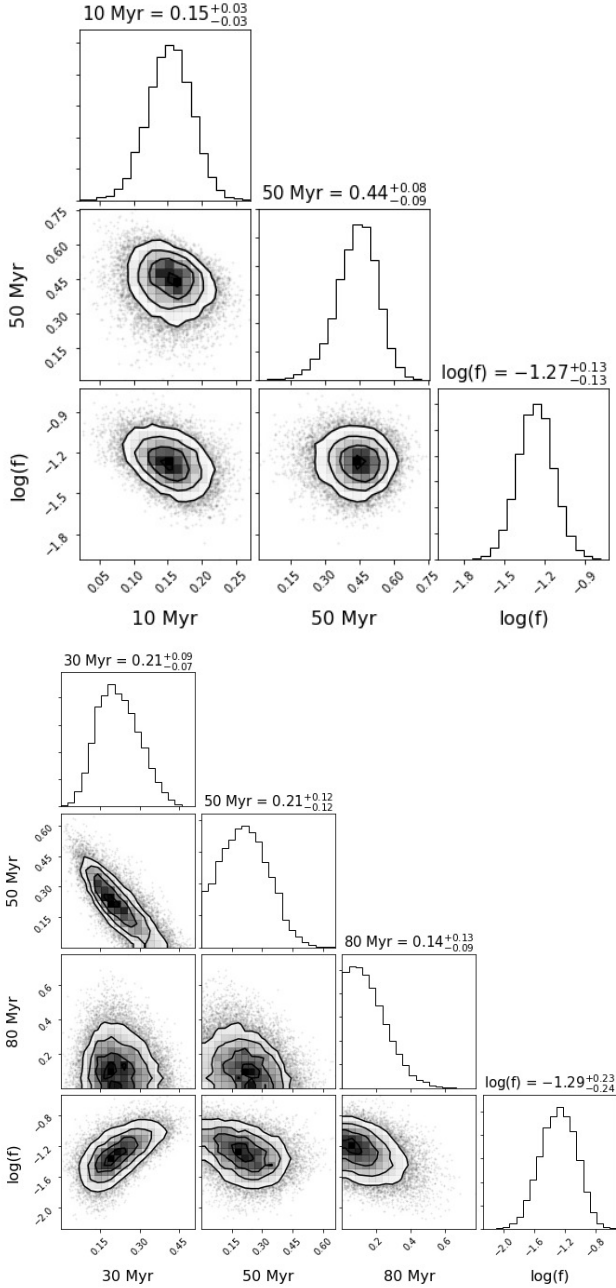 10 Myr = 0.15+0.03−0.03
50 Myr = 0.44+0.08−0.09
0.75
0.60
0.45
0.30
0.15
50 Myr
log(f) = −1.27+0.13−0.13
−0.9
−1.2
−1.5
−1.8
log(f)
0.05 0.10 0.15 0.20 0.25
0.15 0.30 0.45 0.60 0.75
−1.8 −1.5 −1.2 −0.9
10 Myr 50 Myr log(f)
30 Myr = 0.21+0.09−0.07
50 Myr = 0.21+0.12−0.12
0.60
0.45
0.30
0.15
50 Myr
80 Myr = 0.14+0.13−0.09
0.6
0.4
0.2
80 Myr
log(f) = −1.29+0.23−0.24
−0.8
−1.2
−1.6
−2.0
log(f)
0.15 0.30 0.45
0.15 0.30 0.45 0.60
0.2 0.4 0.6
−2.0 −1.6 −1.2 −0.8
30 Myr 50 Myr 80 Myr log(f)